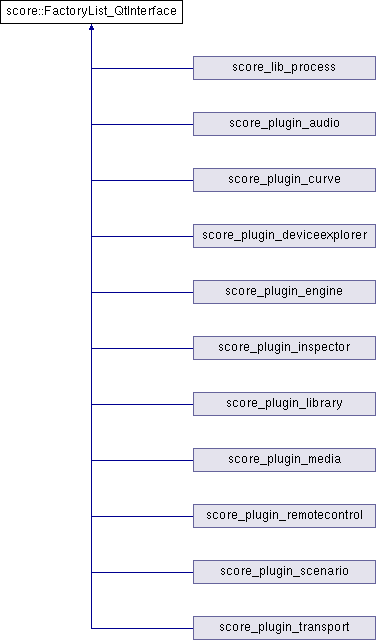 score::FactoryList_QtInterface
score_lib_process
score_plugin_audio
score_plugin_curve
score_plugin_deviceexplorer
score_plugin_engine
score_plugin_inspector
score_plugin_library
score_plugin_media
score_plugin_remotecontrol
score_plugin_scenario
score_plugin_transport